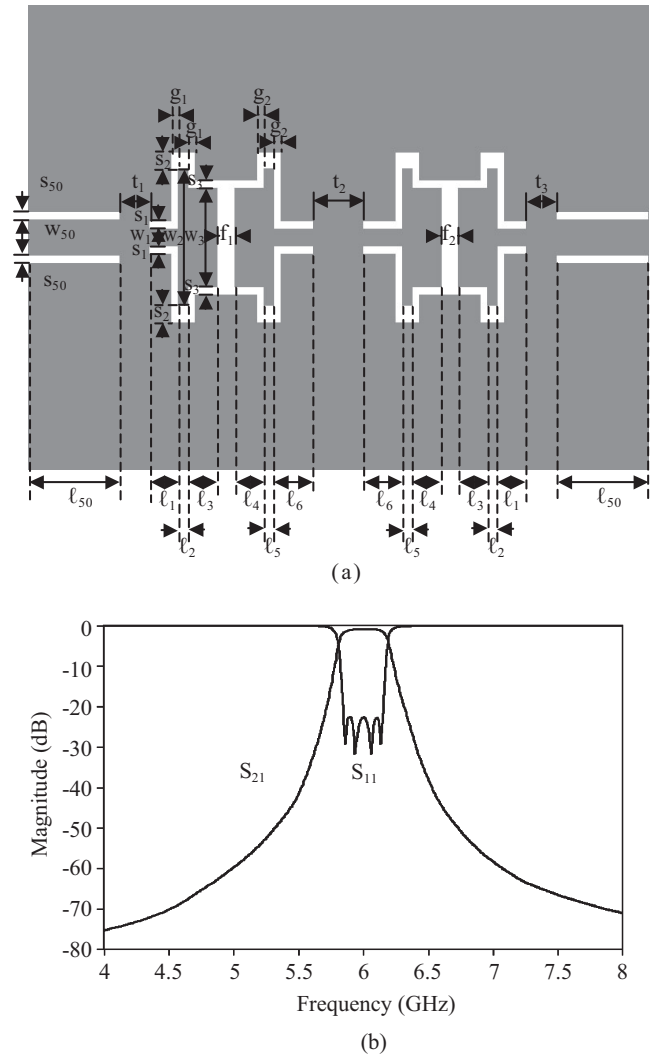 g₁
g₂
g₁
g₂
s₂
t₁
s₃
t₂
t₃
s₅₀
s₁
w₅₀
w₁
w₂
w₃
f₁
f₂
s₁
s₅₀
s₃
s₂
ℓ₅₀
ℓ₁
ℓ₃
ℓ₄
ℓ₆
ℓ₆
ℓ₄
ℓ₃
ℓ₁
ℓ₅₀
ℓ₂
ℓ₅
ℓ₅
ℓ₂
(a)
0
-10
-20
-30
-40
-50
-60
-70
-80
Magnitude (dB)
S₂₁
S₁₁
4
4.5
5
5.5
6
6.5
7
7.5
8
Frequency (GHz)
(b)